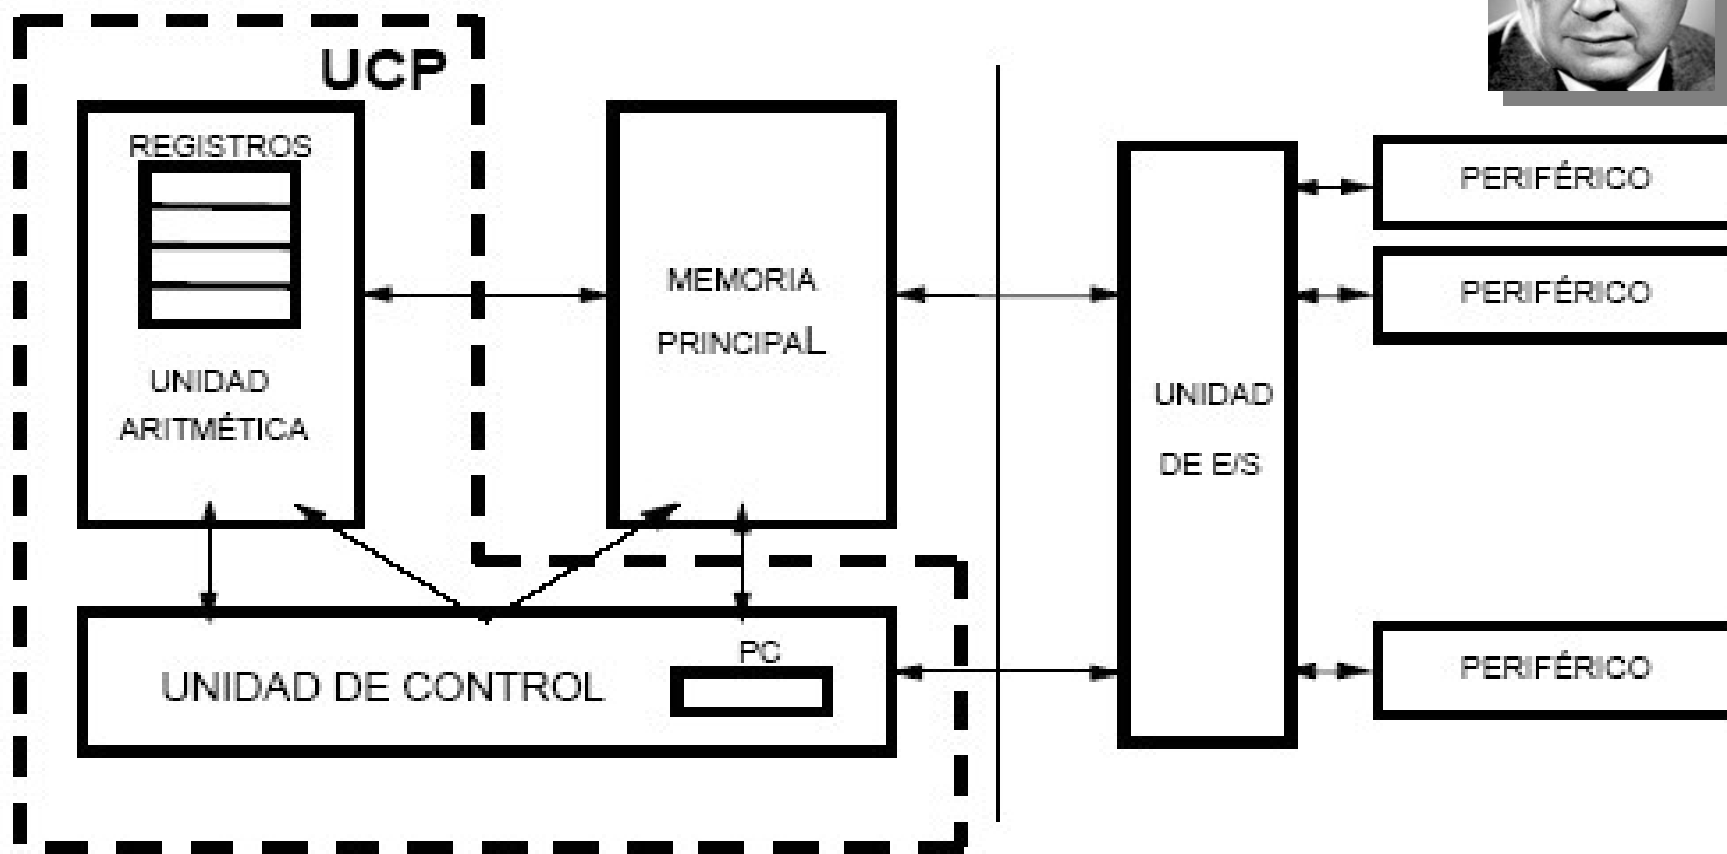 UCP
REGISTROS
UNIDAD
ARITMÉTICA
MEMORIA
PRINCIPAL
UNIDAD DE CONTROL
PC
UNIDAD
DE E/S
PERIFÉRICO
PERIFÉRICO
PERIFÉRICO